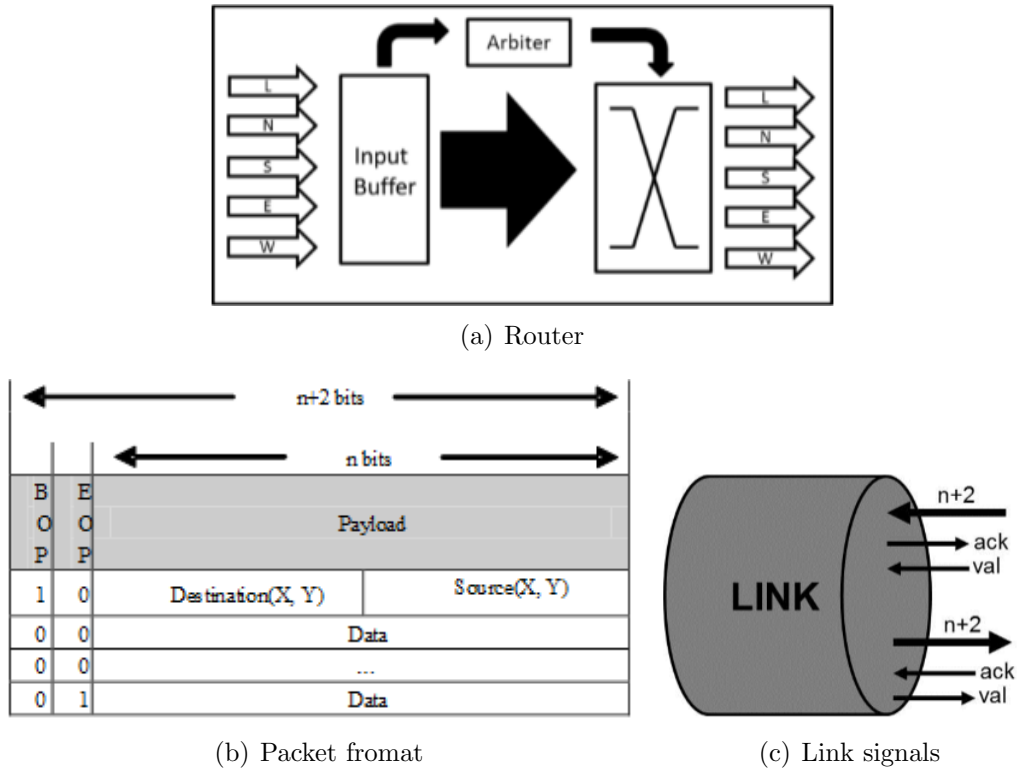 Arbiter
L
N
S
E
W
Input
Buffer
L
N
S
E
W
(a) Router
n+2 bits
n bits
B O P
E O P
Payload
1 0 Destination(X, Y) Source(X, Y)
0 0 Data
0 0 ...
0 1 Data
(b) Packet fromat
LINK
n+2
ack
val
n+2
ack
val
(c) Link signals